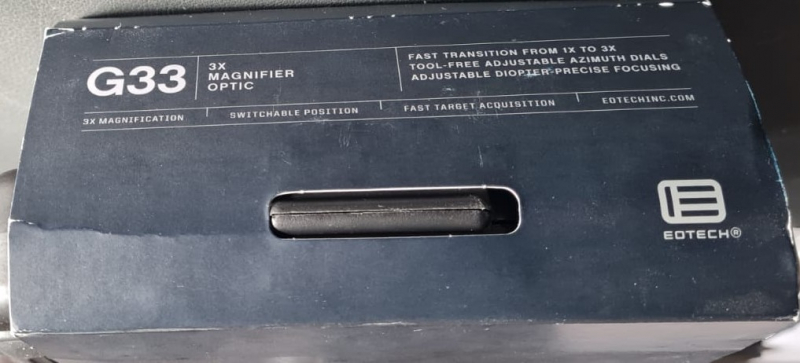 G33
3X
MAGNIFIER
OPTIC
FAST TRANSITION FROM 1X TO 3X
TOOL-FREE ADJUSTABLE AZIMUTH DIALS
ADJUSTABLE DIOPTER-PRECISE FOCUSING
3X MAGNIFICATION
SWITCHABLE POSITION
FAST TARGET ACQUISITION
EOTECHINC.COM
EOTECH®